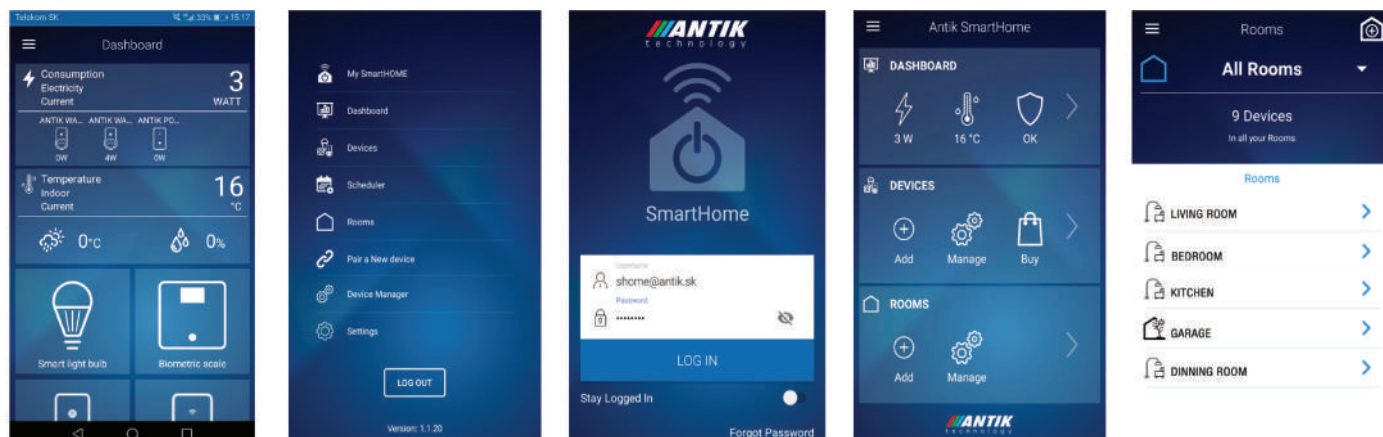 Telekom SK 33% 15:17
Dashboard
Consumption
Electricity
Current
3
WATT
ANTIK WA... ANTIK WA... ANTIK PO...
0W 4W 0W
Temperature
Indoor
Current
16
°C
0°C 0%
Smart light bulb Biometric scale
My SmartHOME
Dashboard
Devices
Scheduler
Rooms
Pair a New device
Device Manager
Settings
LOG OUT
Version: 1.1.20
ANTIK
technology
SmartHome
Username
shome@antik.sk
Password
LOG IN
Stay Logged In
Forgot Password
Antik SmartHome
DASHBOARD
3 W 16 °C OK
DEVICES
Add Manage Buy
ROOMS
Add Manage
ANTIK
technology
Rooms
All Rooms
9 Devices
In all your Rooms
Rooms
LIVING ROOM
BEDROOM
KITCHEN
GARAGE
DINNING ROOM